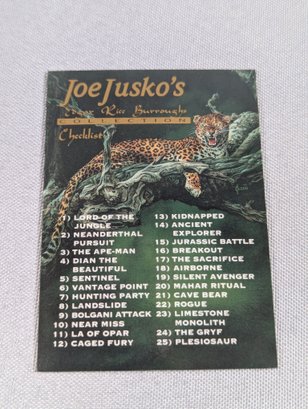 Joe Jusko's
Edgar Rice Burroughs
COLLECTION
Checklist
1) LORD OF THE
JUNGLE
2) NEANDERTHAL
PURSUIT
3) THE APE-MAN
4) DIAN THE
BEAUTIFUL
5) SENTINEL
6) VANTAGE POINT
7) HUNTING PARTY
8) LANDSLIDE
9) BOLGANI ATTACK
10) NEAR MISS
11) LA OF OPAR
12) CAGED FURY
13) KIDNAPPED
14) ANCIENT
EXPLORER
15) JURASSIC BATTLE
16) BREAKOUT
17) THE SACRIFICE
18) AIRBORNE
19) SILENT AVENGER
20) MAHAR RITUAL
21) CAVE BEAR
22) ROGUE
23) LIMESTONE
MONOLITH
24) THE GRYF
25) PLESIOSAUR